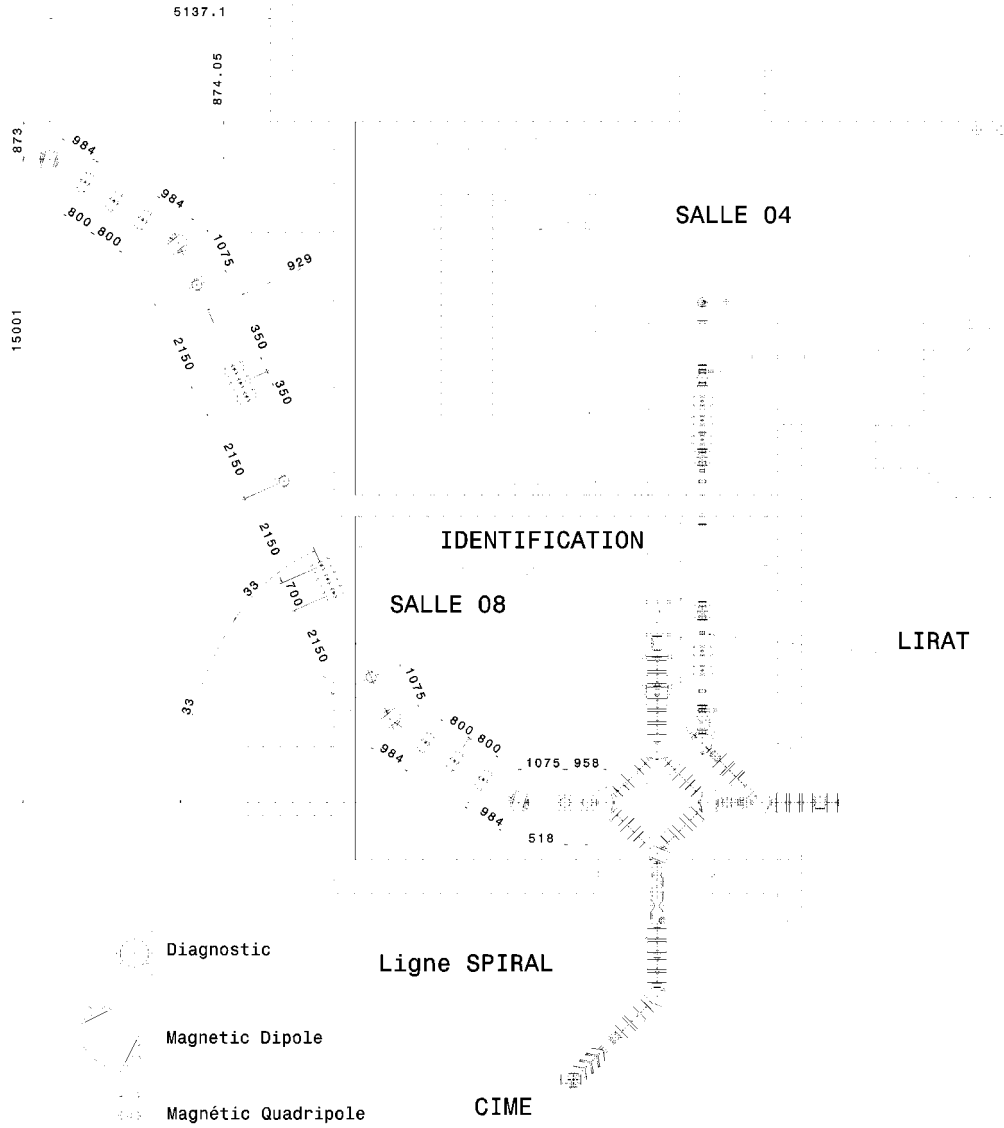 5137.1
874.05
873
984
984
800 800
1075
929
15001
350
2150
350
2150
2150
IDENTIFICATION
SALLE 04
33
700
SALLE 08
2150
LIRAT
33
1075
800 800
984
1075 958
984
518
Diagnostic
Ligne SPIRAL
Magnetic Dipole
CIME
Magnétic Quadripole